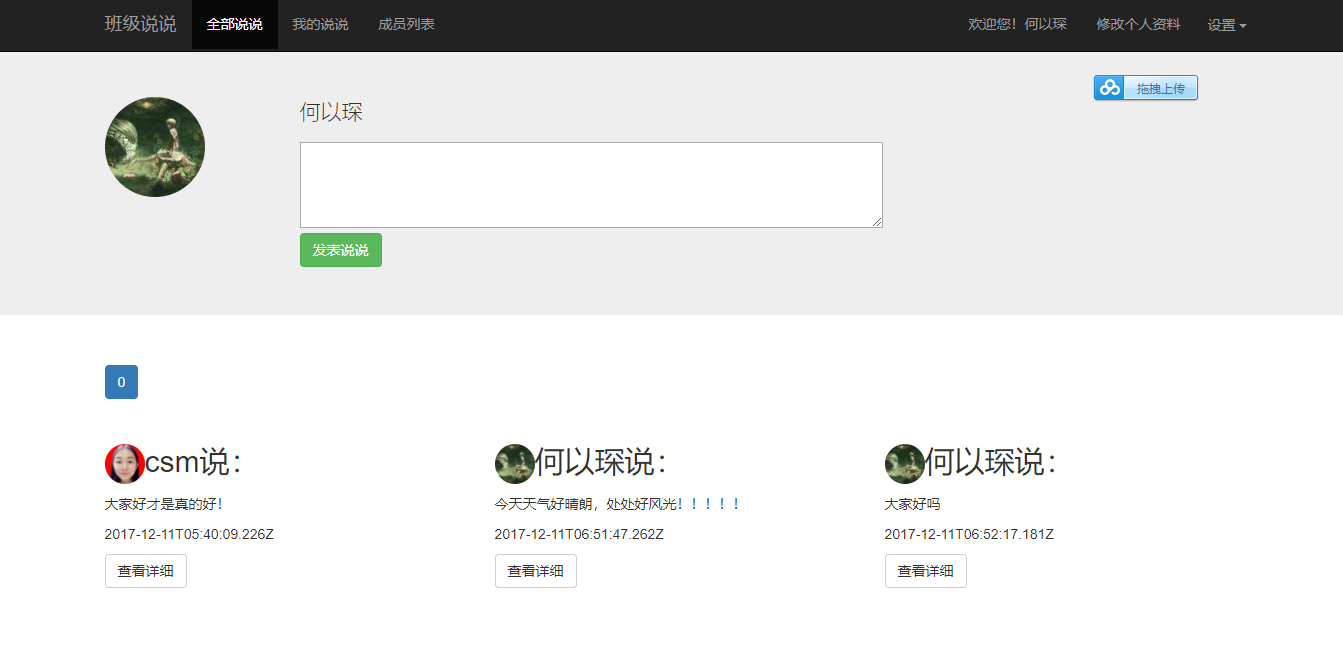 班级说说 全部说说 我的说说 成员列表 欢迎您！何以琛 修改个人资料 设置
拖拽上传
何以琛
发表说说
0
csm说：
大家好才是真的好！
2017-12-11T05:40:09.226Z
查看详细
何以琛说：
今天天气好晴朗，处处好风光！！！！！
2017-12-11T06:51:47.262Z
查看详细
何以琛说：
大家好吗
2017-12-11T06:52:17.181Z
查看详细